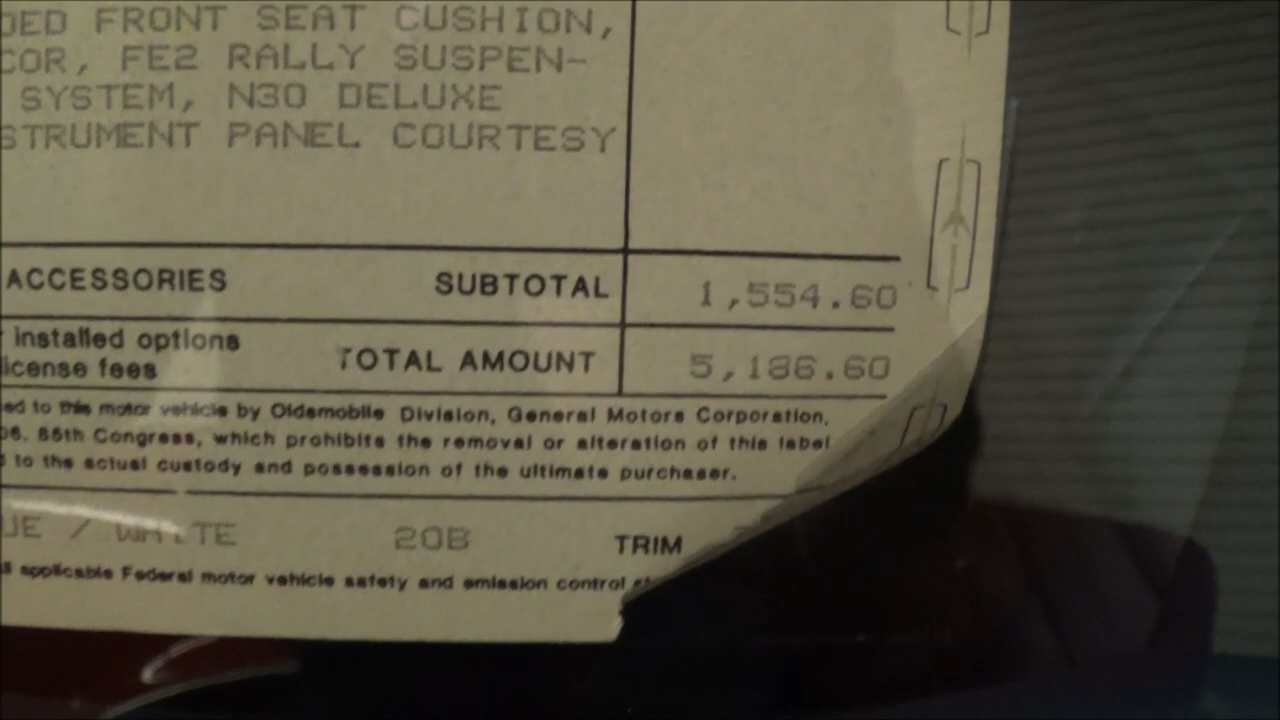 DED FRONT SEAT CUSHION,
COR, FE2 RALLY SUSPEN-
SYSTEM, N30 DELUXE
STRUMENT PANEL COURTESY
ACCESSORIES SUBTOTAL 1,554.60
installed options
license fees TOTAL AMOUNT 5,186.60
ed to this motor vehicle by Oldsmobile Division, General Motors Corporation,
06, 85th Congress, which prohibits the removal or alteration of this label
to the actual custody and possession of the ultimate purchaser.
UE / WHITE 20B TRIM
applicable Federal motor vehicle safety and emission control